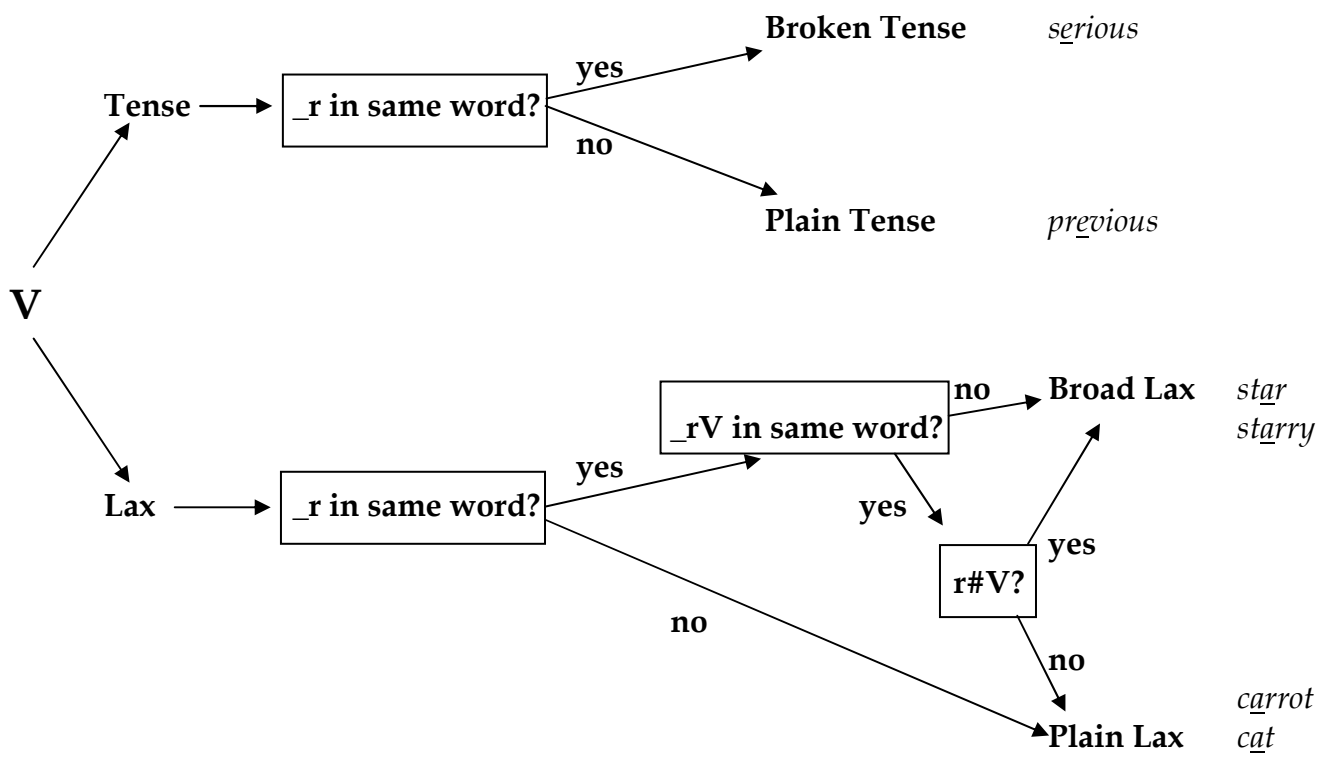 Broken Tense serious
yes
Tense _r in same word?
no
Plain Tense previous
V
no Broad Lax star
_rV in same word? starry
yes
Lax _r in same word? yes
yes
r#V?
no
no
carrot
Plain Lax cat